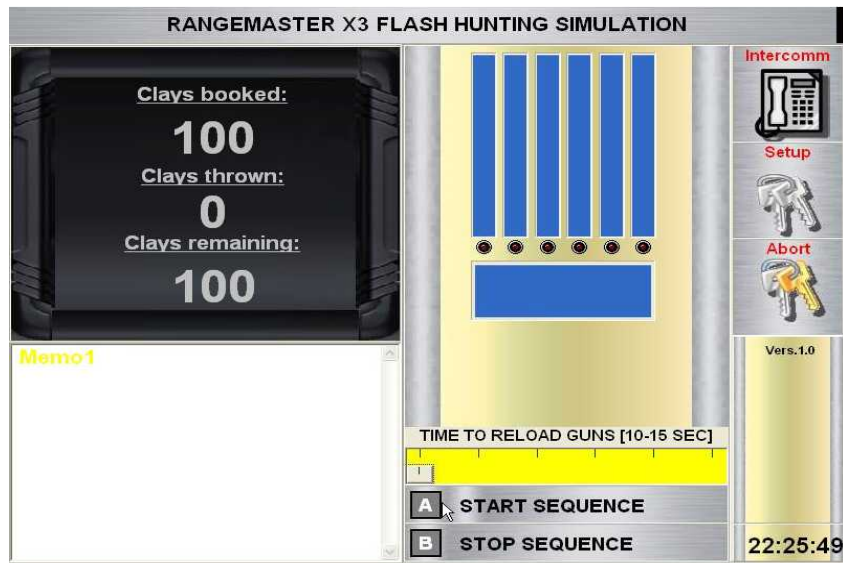 RANGEMASTER X3 FLASH HUNTING SIMULATION
Clays booked:
100
Clays thrown:
0
Clays remaining:
100
Memo1
TIME TO RELOAD GUNS [10-15 SEC]
A START SEQUENCE
B STOP SEQUENCE
Intercomm
Setup
Abort
Vers.1.0
22:25:49